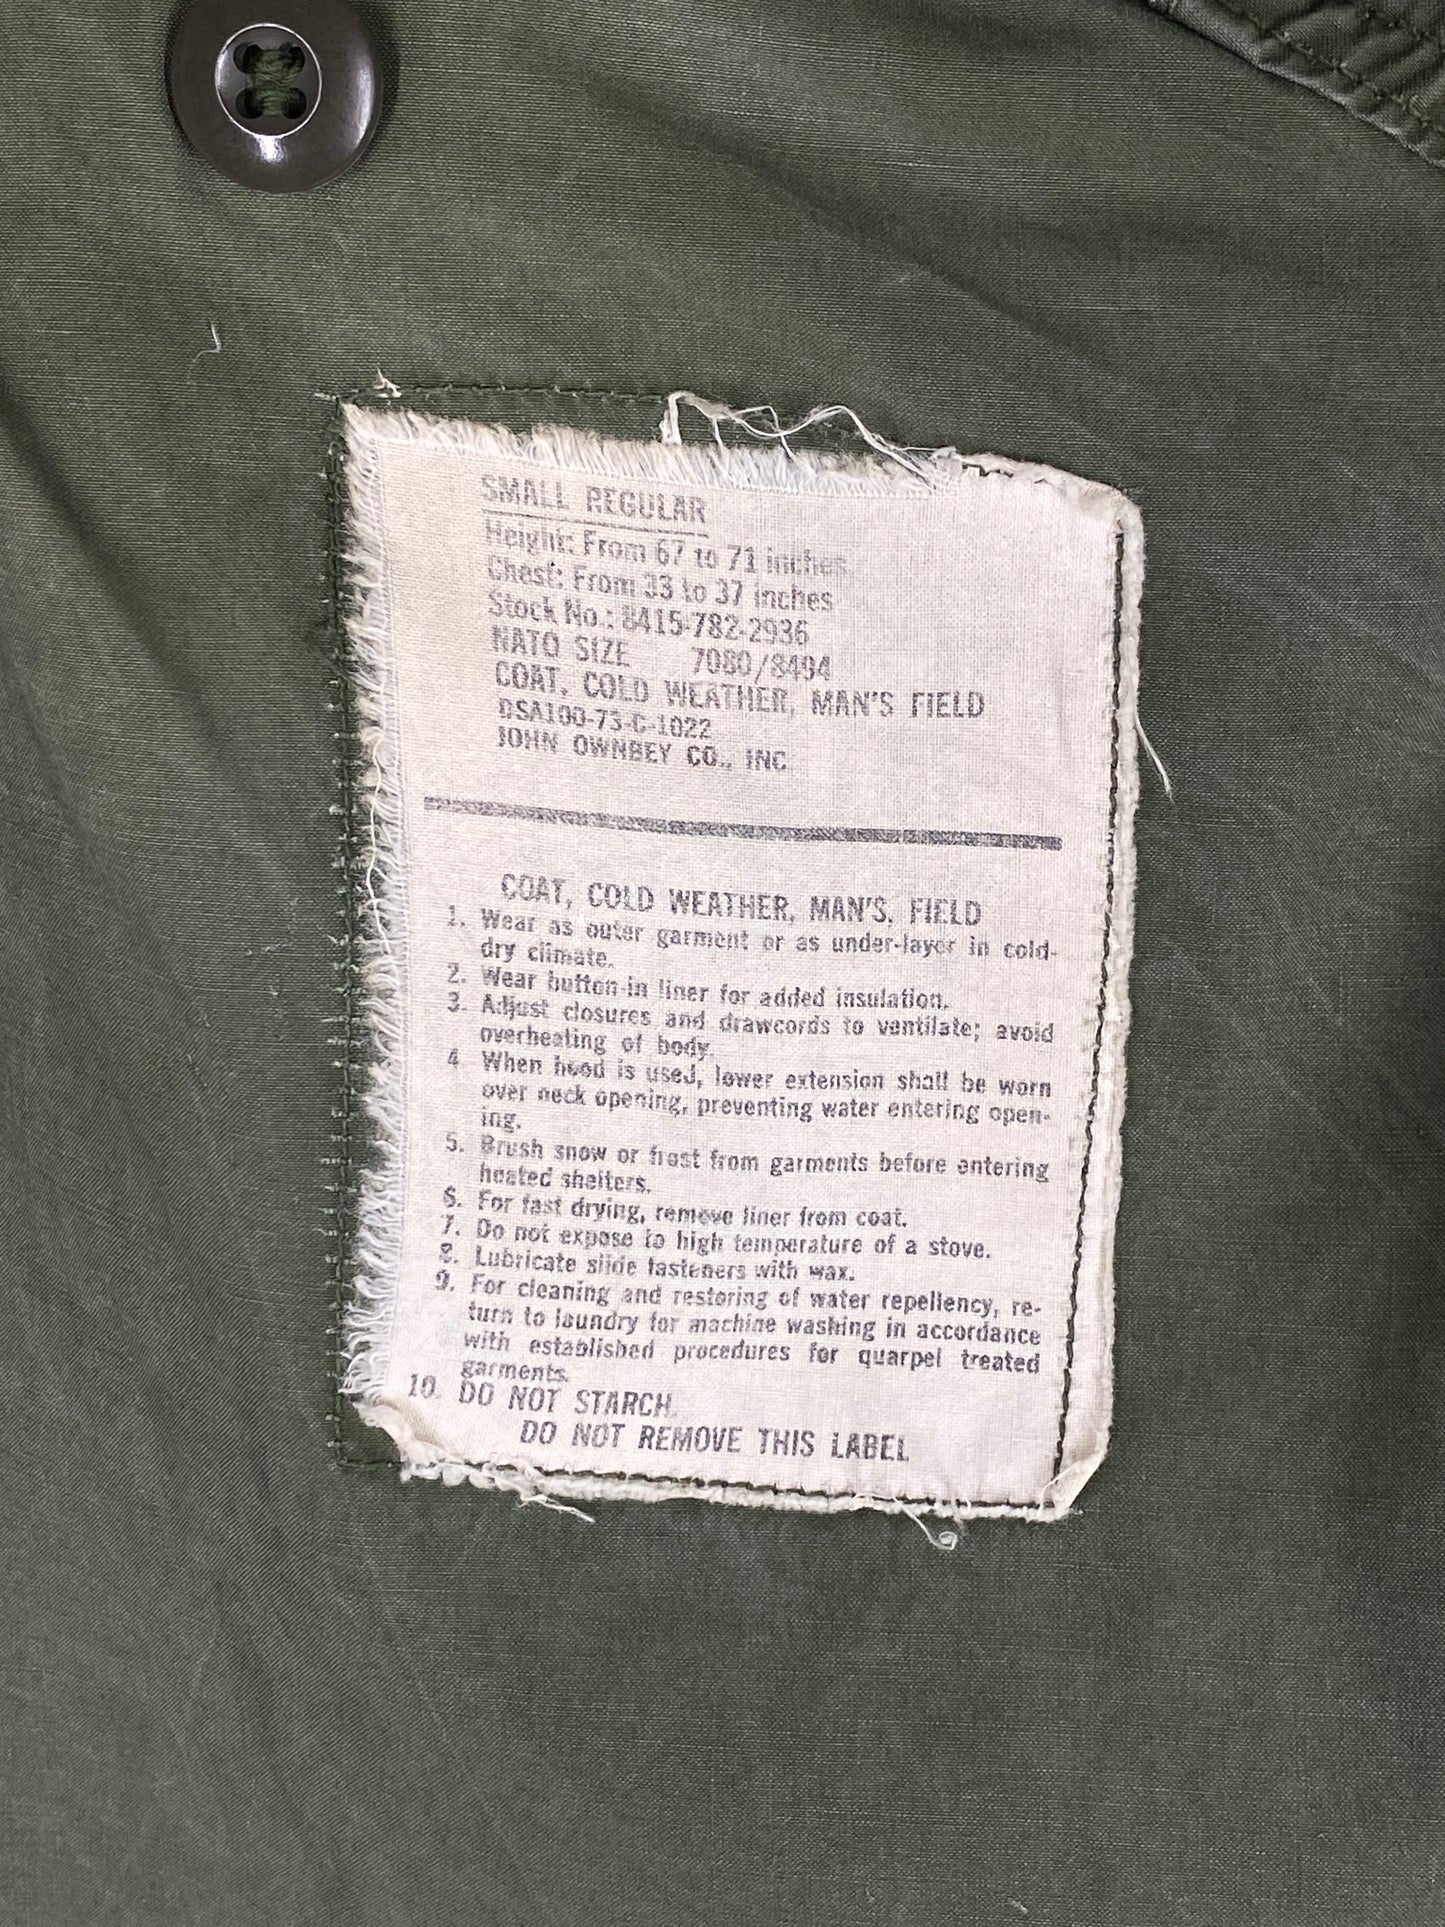 SMALL REGULAR
Height: From 67 to 71 inches
Chest: From 33 to 37 inches
Stock No.: 8415-782-2936
NATO SIZE 7080/8494
COAT, COLD WEATHER, MAN'S FIELD
DSA100-73-C-1022
JOHN OWNBEY CO., INC.
COAT, COLD WEATHER, MAN'S, FIELD
1. Wear as outer garment or as under-layer in cold-
dry climate.
2. Wear button-in liner for added insulation.
3. Adjust closures and drawcords to ventilate; avoid
overheating of body.
4. When hood is used, lower extension shall be worn
over neck opening, preventing water entering open-
ing.
5. Brush snow or frost from garments before entering
heated shelters.
6. For fast drying, remove liner from coat.
7. Do not expose to high temperature of a stove.
8. Lubricate slide fasteners with wax.
9. For cleaning and restoring of water repellency, re-
turn to laundry for machine washing in accordance
with established procedures for quarpel treated
garments.
10. DO NOT STARCH.
DO NOT REMOVE THIS LABEL